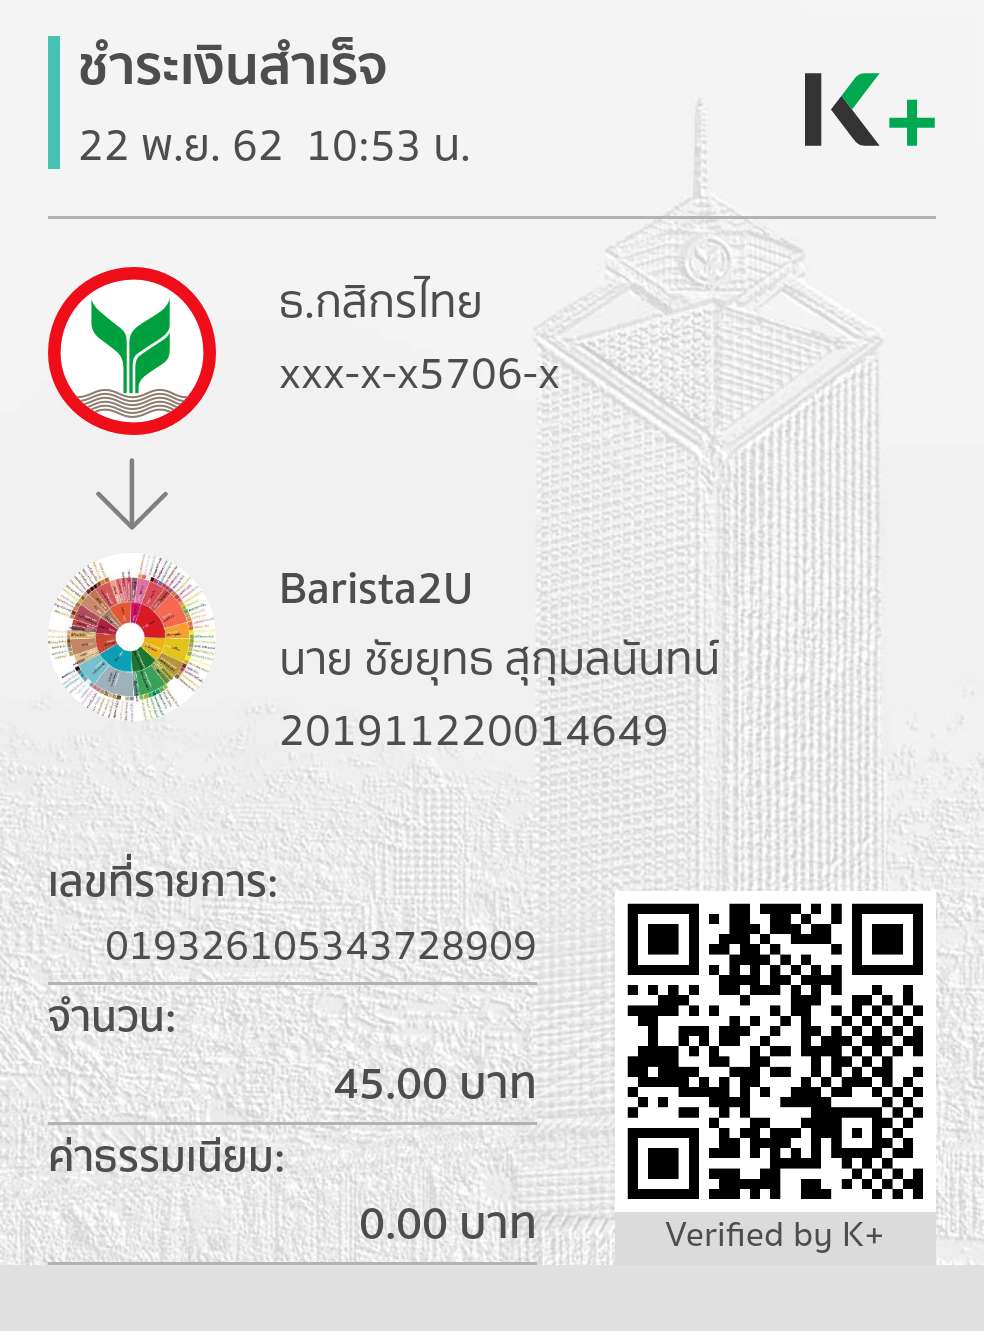 ชำระเงินสำเร็จ
22 พ.ย. 62  10:53 น.
K+
ธ.กสิกรไทย
xxx-x-x5706-x
Barista2U
นาย ชัยยุทธ สุกุมลนันทน์
201911220014649
เลขที่รายการ:
019326105343728909
จำนวน:
45.00 บาท
ค่าธรรมเนียม:
0.00 บาท
Verified by K+